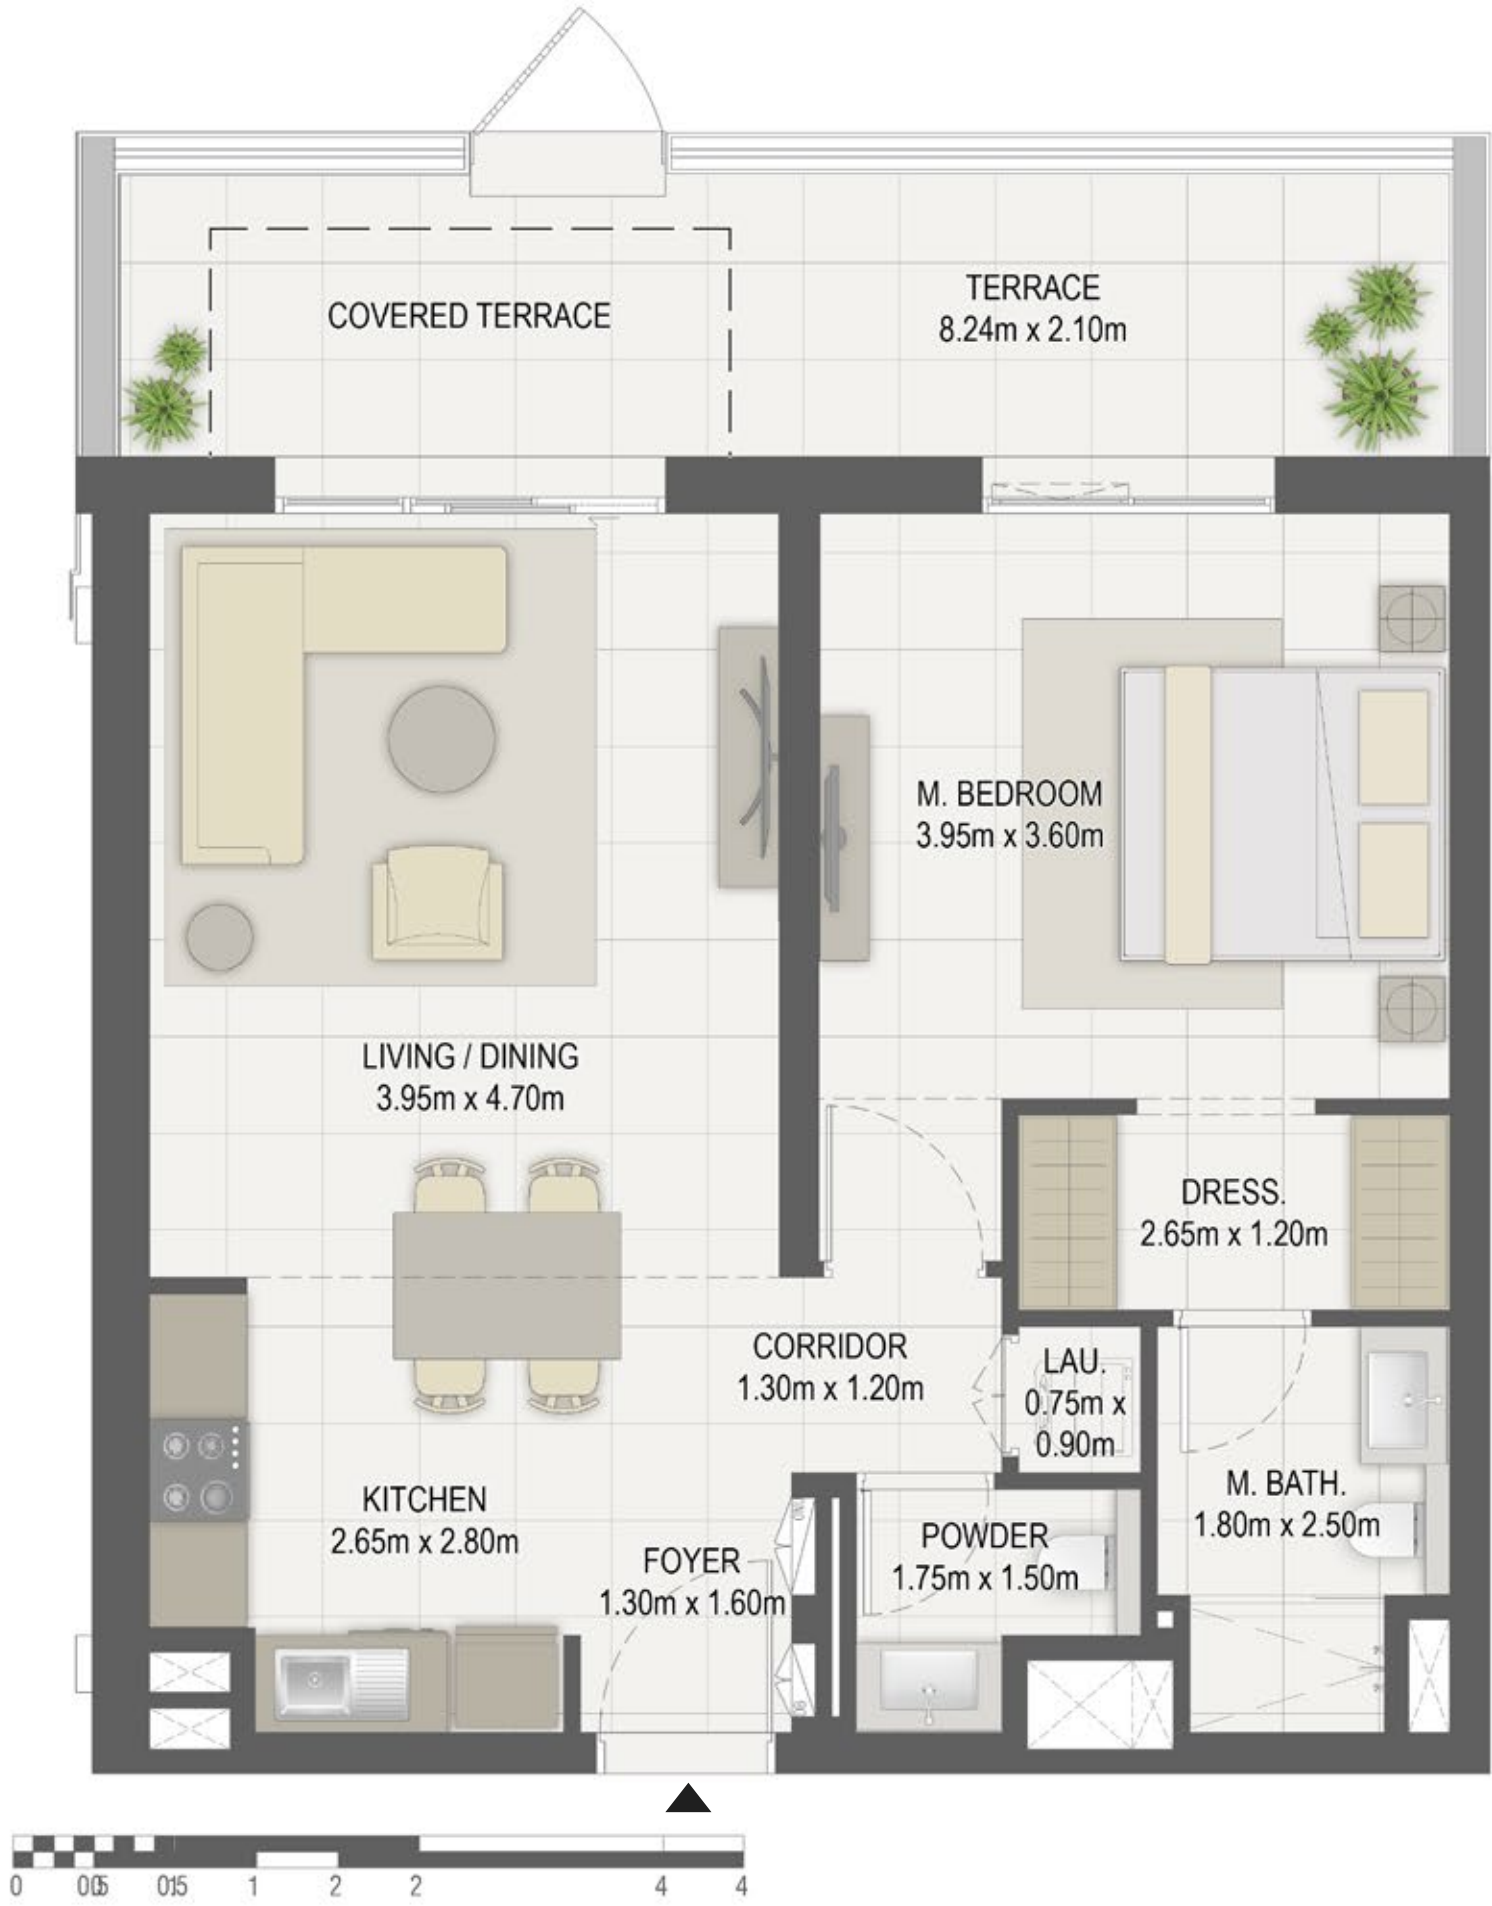 COVERED TERRACE
TERRACE
8.24m x 2.10m
M. BEDROOM
3.95m x 3.60m
LIVING / DINING
3.95m x 4.70m
DRESS.
2.65m x 1.20m
CORRIDOR
1.30m x 1.20m
LAU.
0.75m x
0.90m
KITCHEN
2.65m x 2.80m
M. BATH.
1.80m x 2.50m
FOYER
1.30m x 1.60m
POWDER
1.75m x 1.50m
0 1 2 2 4 4